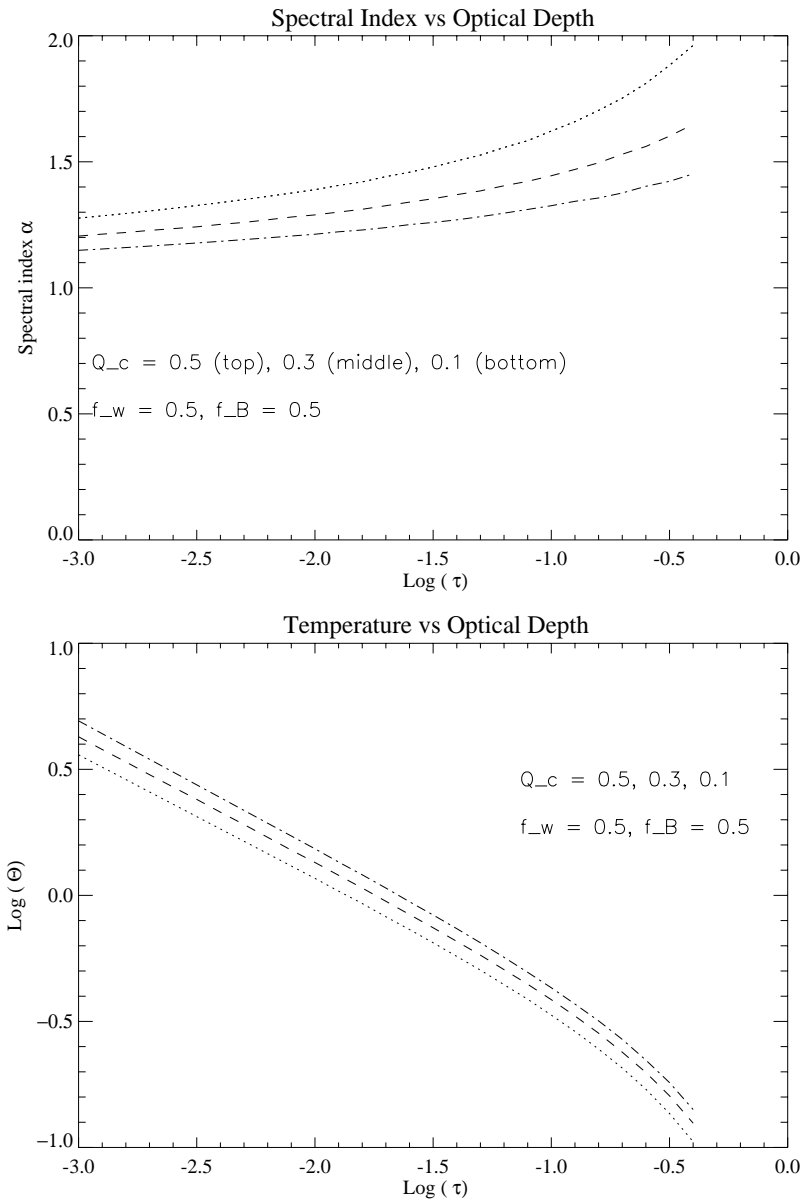 Spectral Index vs Optical Depth
2.0
1.5
1.0
0.5
0.0
Spectral index α
Q_c = 0.5 (top), 0.3 (middle), 0.1 (bottom)
f_w = 0.5, f_B = 0.5
-3.0 -2.5 -2.0 -1.5 -1.0 -0.5 0.0
Log ( τ)
Temperature vs Optical Depth
1.0
0.5
0.0
−0.5
−1.0
Log ( Θ)
Q_c = 0.5, 0.3, 0.1
f_w = 0.5, f_B = 0.5
-3.0 -2.5 -2.0 -1.5 -1.0 -0.5 0.0
Log ( τ)